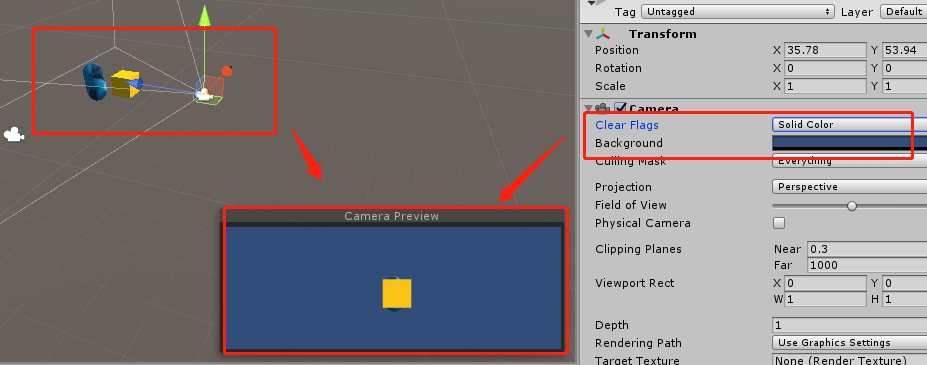 Tag Untagged Layer Default
Transform
Position X 35.78 Y 53.94
Rotation X 0 Y 0
Scale X 1 Y 1
Camera
Clear Flags Solid Color
Background
Culling Mask Everything
Projection Perspective
Field of View
Physical Camera
Clipping Planes Near 0.3
Far 1000
Viewport Rect X 0 Y 0
W 1 H 1
Depth 1
Rendering Path Use Graphics Settings
Target Texture None (Render Texture)
Camera Preview